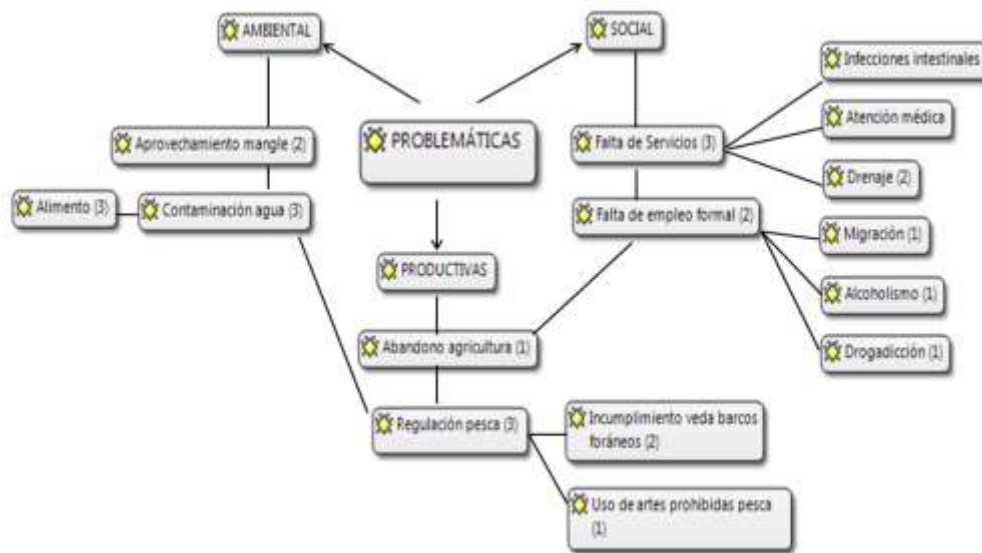 AMBIENTAL
SOCIAL
Infecciones intestinales
Atención médica
Aprovechamiento mangle (2)
PROBLEMÁTICAS
Falta de Servicios (3)
Drenaje (2)
Alimento (3)
Contaminación agua (3)
Falta de empleo formal (2)
Migración (1)
PRODUCTIVAS
Alcoholismo (1)
Abandono agricultura (1)
Drogadicción (1)
Regulación pesca (3)
Incumplimiento veda barcos
foráneos (2)
Uso de artes prohibidas pesca
(1)